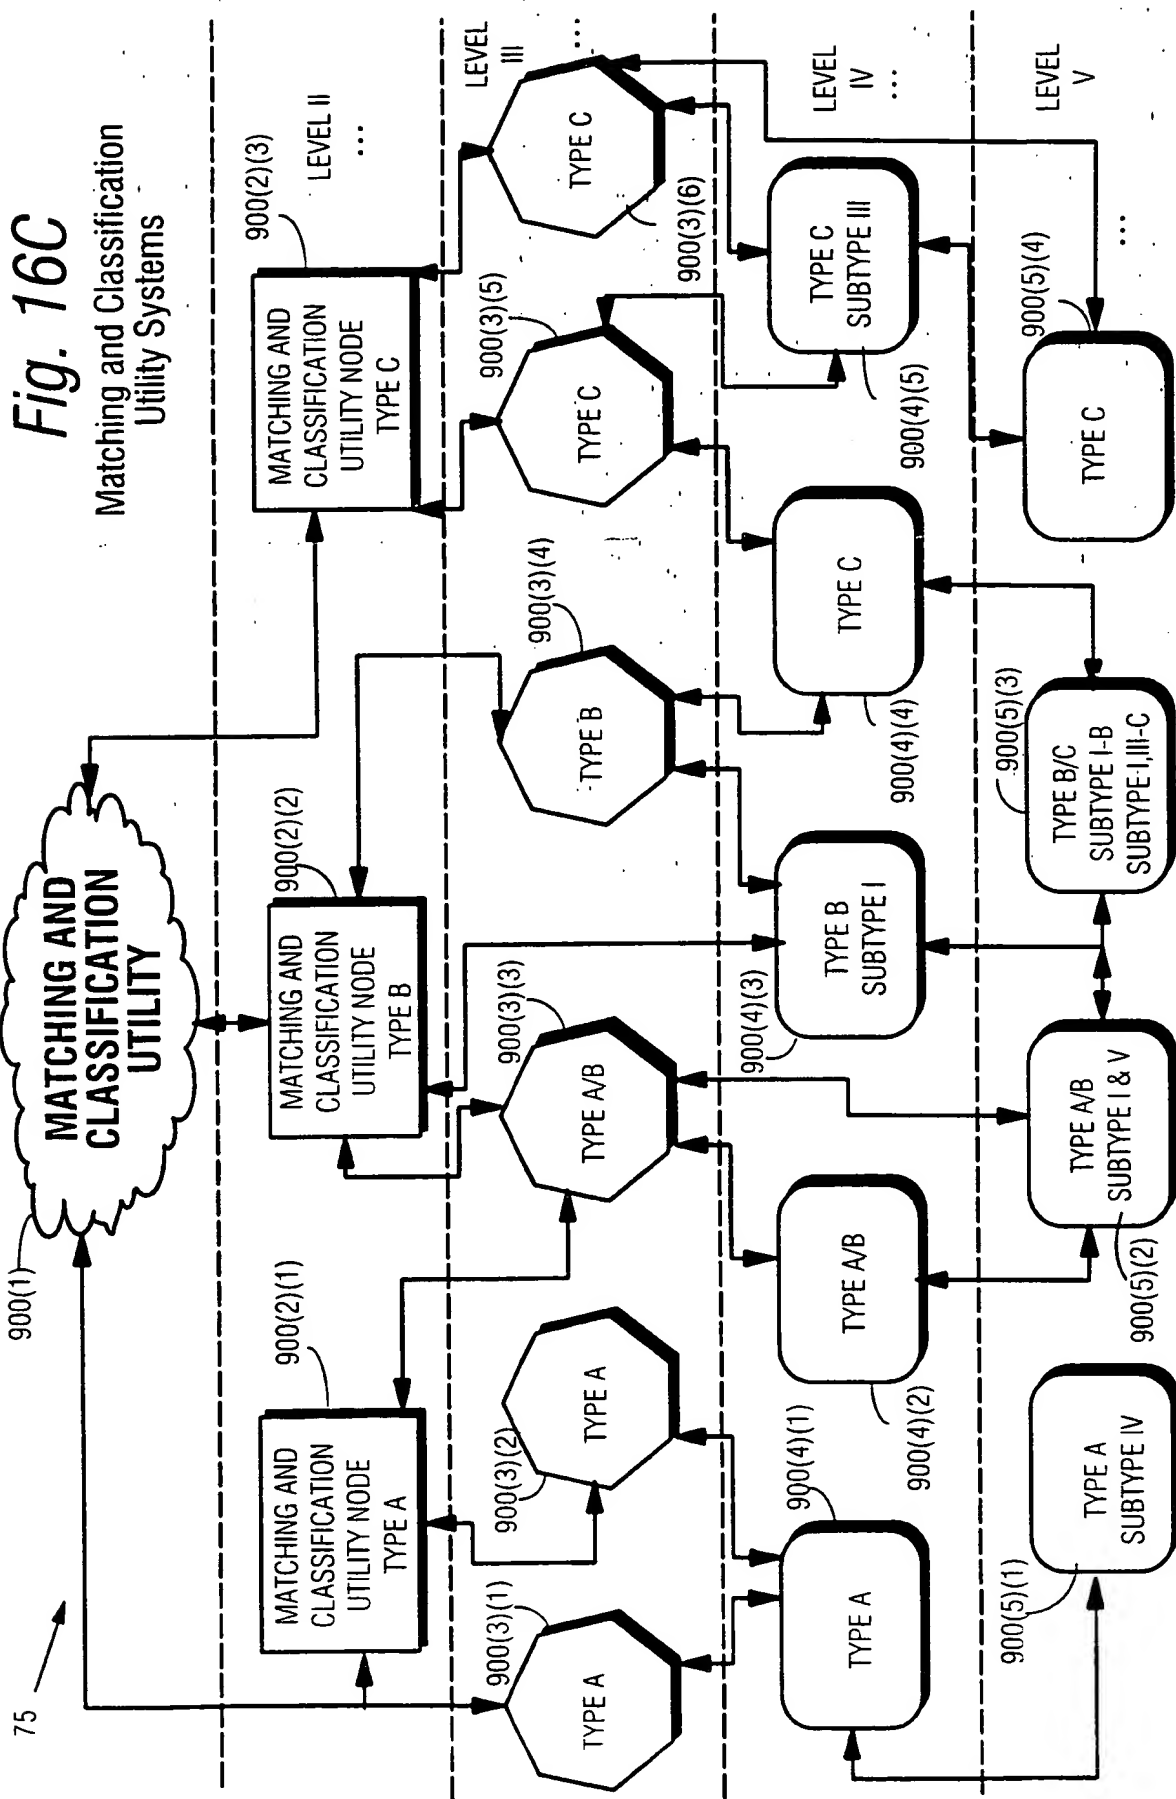 Fig. 16C
Matching and Classification
Utility Systems
75
900(1)
MATCHING AND
CLASSIFICATION
UTILITY
LEVEL II
...
900(2)(1)
MATCHING AND
CLASSIFICATION
UTILITY NODE
TYPE A
900(2)(2)
MATCHING AND
CLASSIFICATION
UTILITY NODE
TYPE B
900(2)(3)
MATCHING AND
CLASSIFICATION
UTILITY NODE
TYPE C
LEVEL
III
...
900(3)(1)
TYPE A
900(3)(2)
TYPE A
900(3)(3)
TYPE A/B
900(3)(4)
TYPE B
900(3)(5)
TYPE C
900(3)(6)
TYPE C
LEVEL
IV
...
900(4)(1)
TYPE A
900(4)(2)
TYPE A/B
900(4)(3)
TYPE B
SUBTYPE I
900(4)(4)
TYPE C
900(4)(5)
TYPE C
SUBTYPE III
LEVEL
V
...
900(5)(1)
TYPE A
SUBTYPE IV
900(5)(2)
TYPE A/B
SUBTYPE I & V
900(5)(3)
TYPE B/C
SUBTYPE I-B
SUBTYPE-I,III-C
900(5)(4)
TYPE C